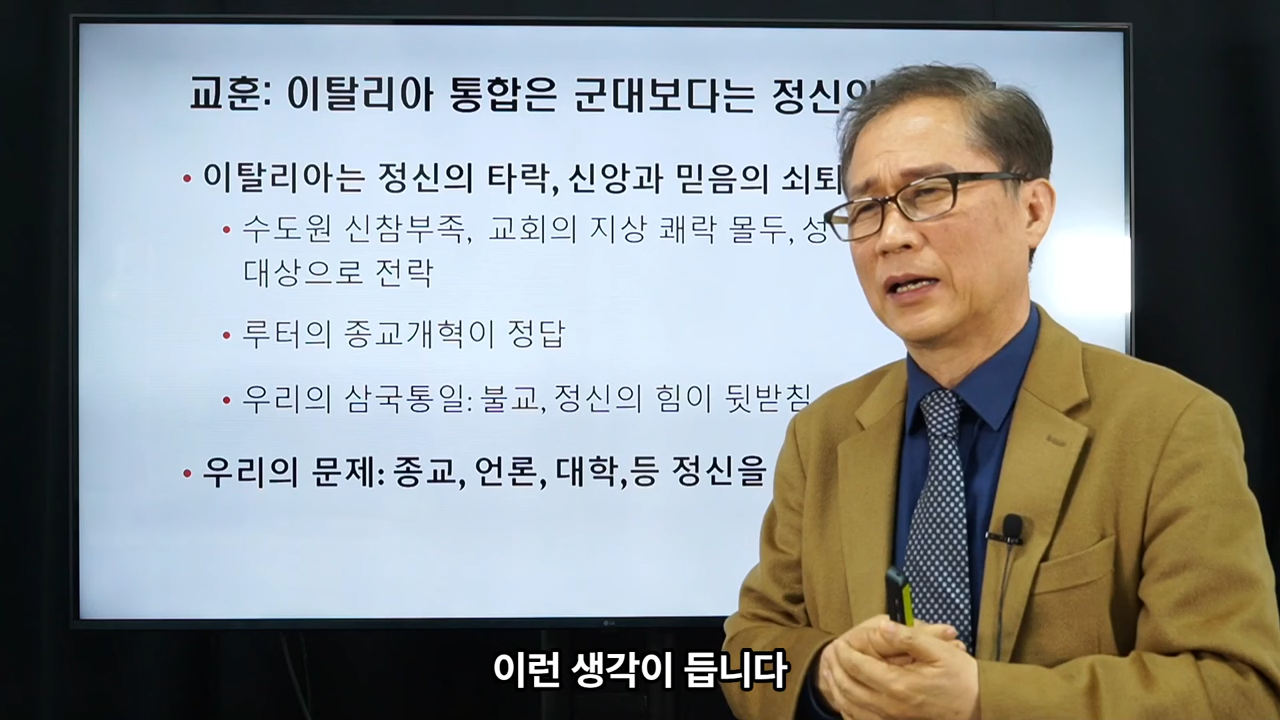 교훈: 이탈리아 통합은 군대보다는 정신의
• 이탈리아는 정신의 타락, 신앙과 믿음의 쇠퇴
• 수도원 신참부족, 교회의 지상 쾌락 몰두, 성
대상으로 전락
• 루터의 종교개혁이 정답
• 우리의 삼국통일: 불교, 정신의 힘이 뒷받침
• 우리의 문제: 종교, 언론, 대학,등 정신을
LG
이런 생각이 듭니다